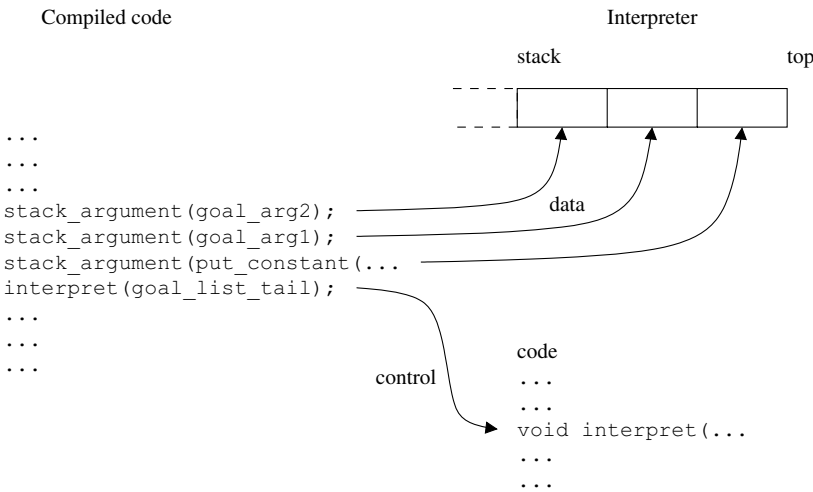 Compiled code
Interpreter
stack
top
...
...
...
stack_argument(goal_arg2);
data
stack_argument(goal_arg1);
stack_argument(put_constant(...
interpret(goal_list_tail);
...
...
...
control
code
...
...
void interpret(...
...
...